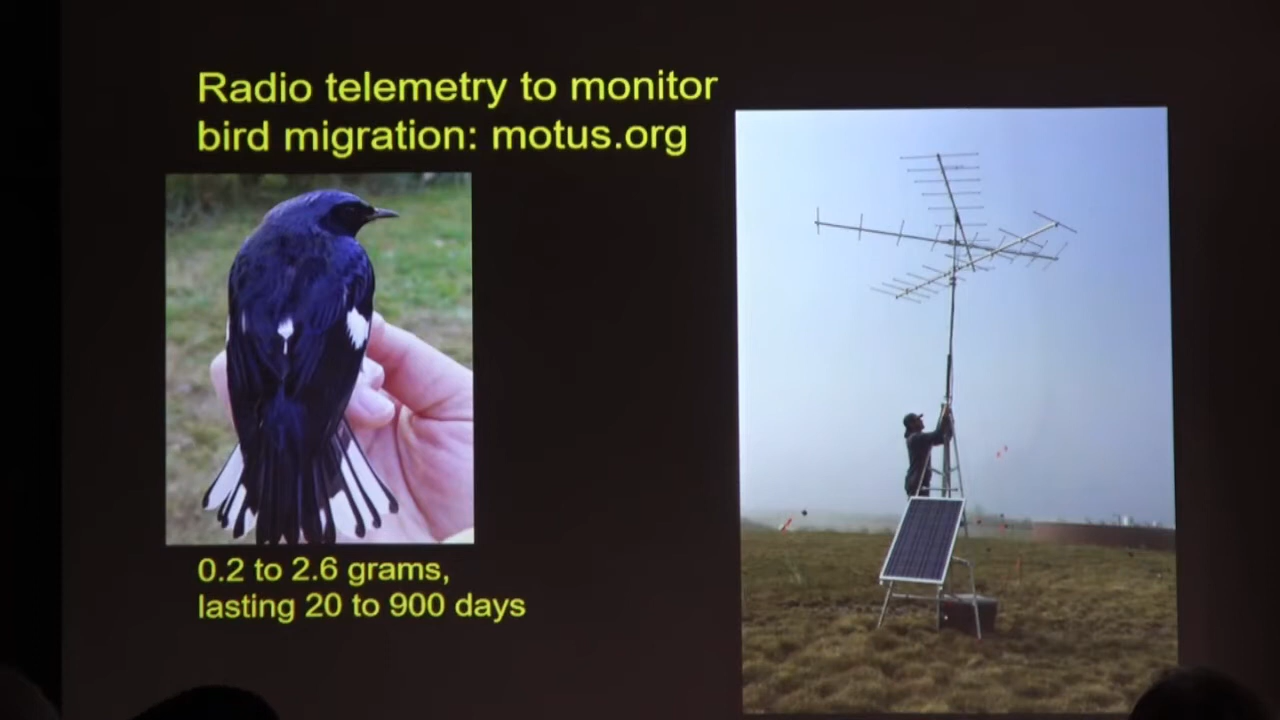 Radio telemetry to monitor
bird migration: motus.org
0.2 to 2.6 grams,
lasting 20 to 900 days